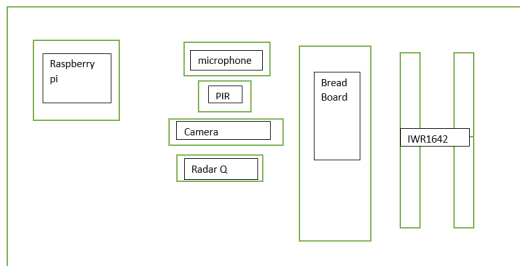 Raspberry
pi
microphone
PIR
Camera
Radar Q
Bread
Board
IWR1642